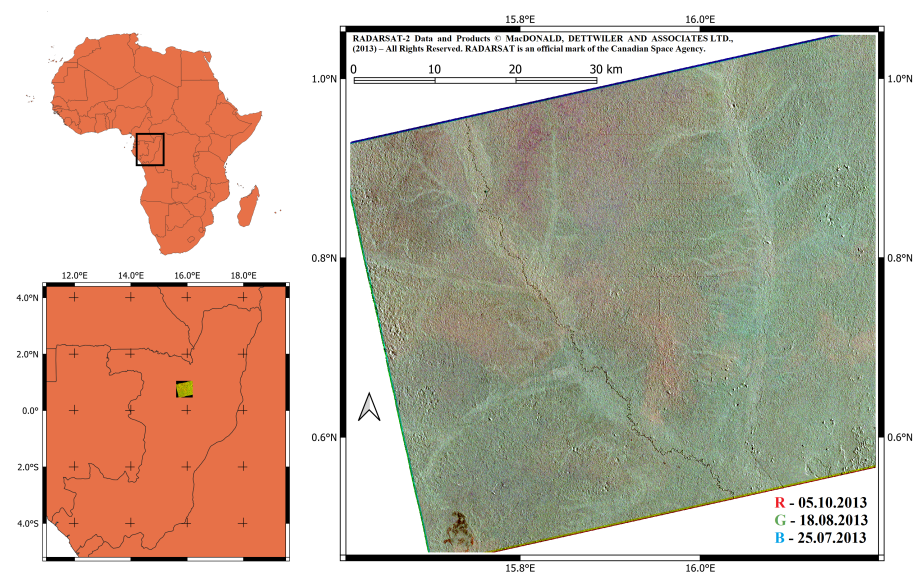 15.8°E 16.0°E
RADARSAT-2 Data and Products © MacDONALD, DETTWILER AND ASSOCIATES LTD.,
(2013) – All Rights Reserved. RADARSAT is an official mark of the Canadian Space Agency.
0 10 20 30 km
1.0°N 1.0°N
0.8°N 0.8°N
12.0°E 14.0°E 16.0°E 18.0°E
4.0°N
2.0°N
0.0°
2.0°S
4.0°S
0.6°N 0.6°N
R - 05.10.2013
G - 18.08.2013
B - 25.07.2013
15.8°E 16.0°E